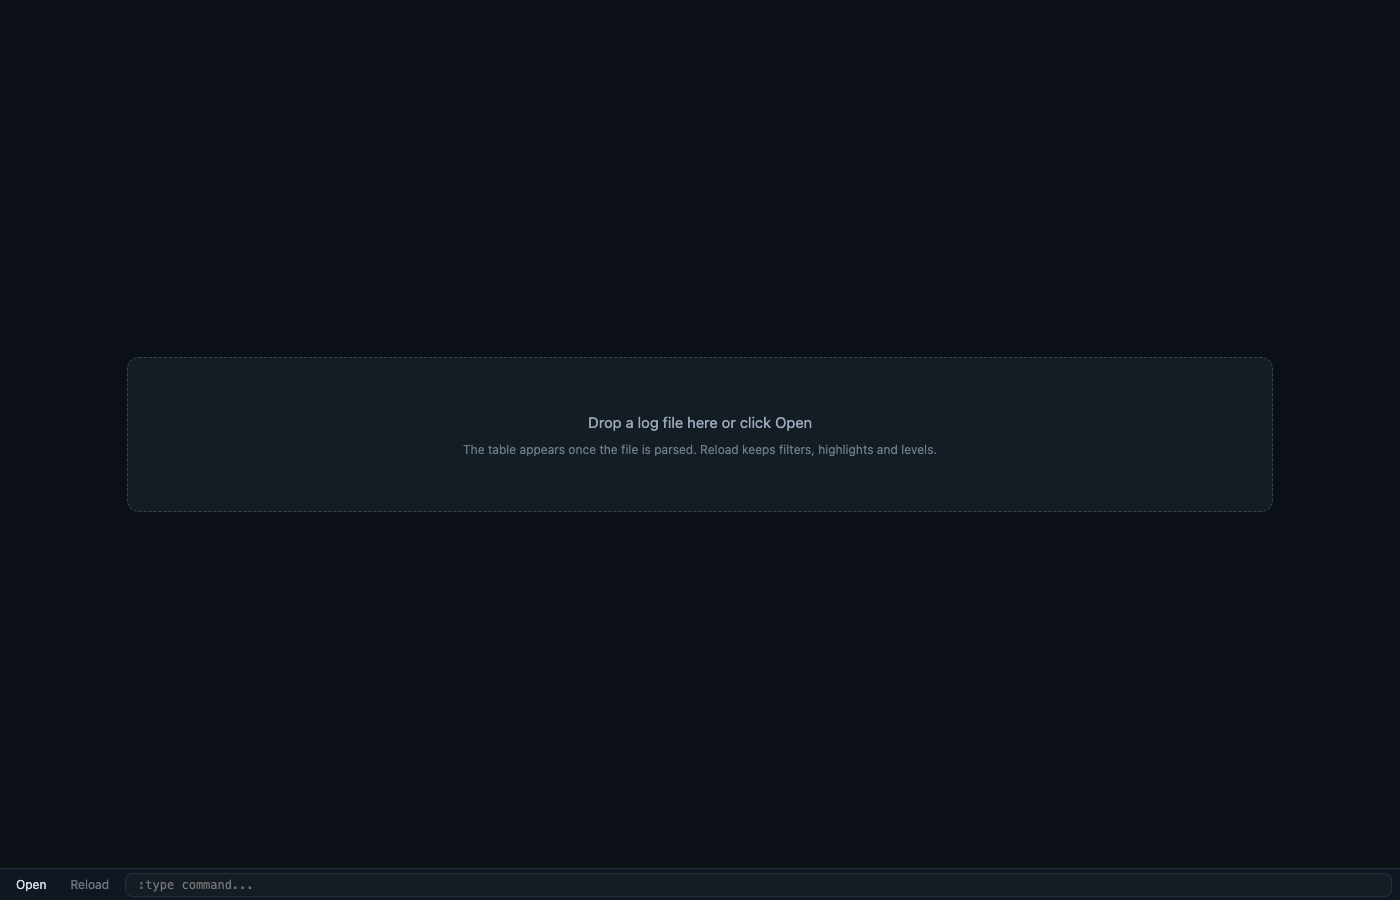 Drop a log file here or click Open
The table appears once the file is parsed. Reload keeps filters, highlights and levels.
Open Reload :type command...